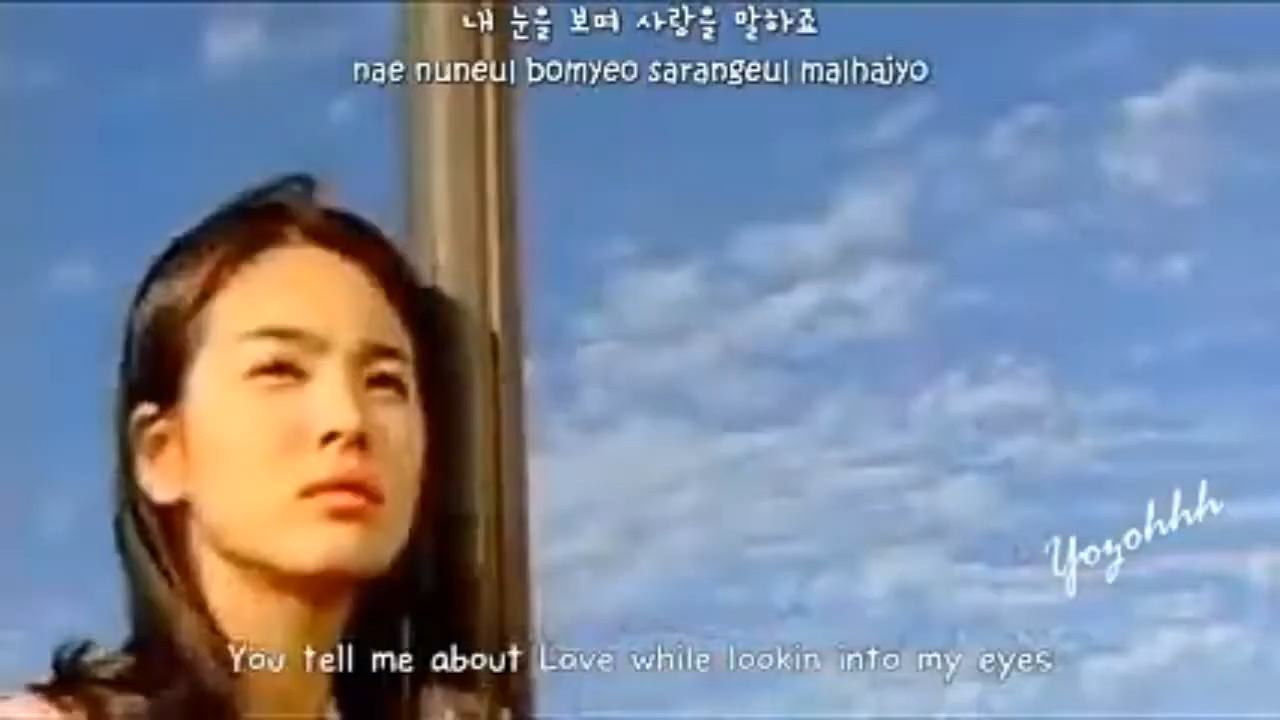 내 눈을 보며 사랑을 말하죠
nae nuneul bomyeo sarangeul malhajyo
Yoyohhh
You tell me about Love while lookin into my eyes